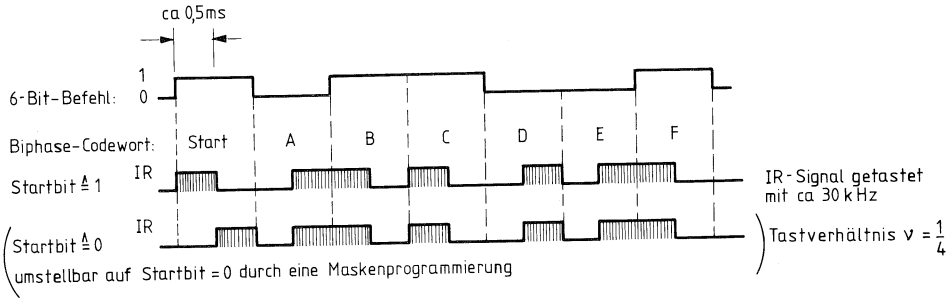 ca 0,5ms
1
0
6-Bit-Befehl:
Biphase-Codewort: Start A B C D E F
Startbit ≙ 1 IR
IR-Signal getastet
mit ca 30 kHz
Startbit ≙ 0 IR
Tastverhältnis ν = 1/4
umstellbar auf Startbit = 0 durch eine Maskenprogrammierung